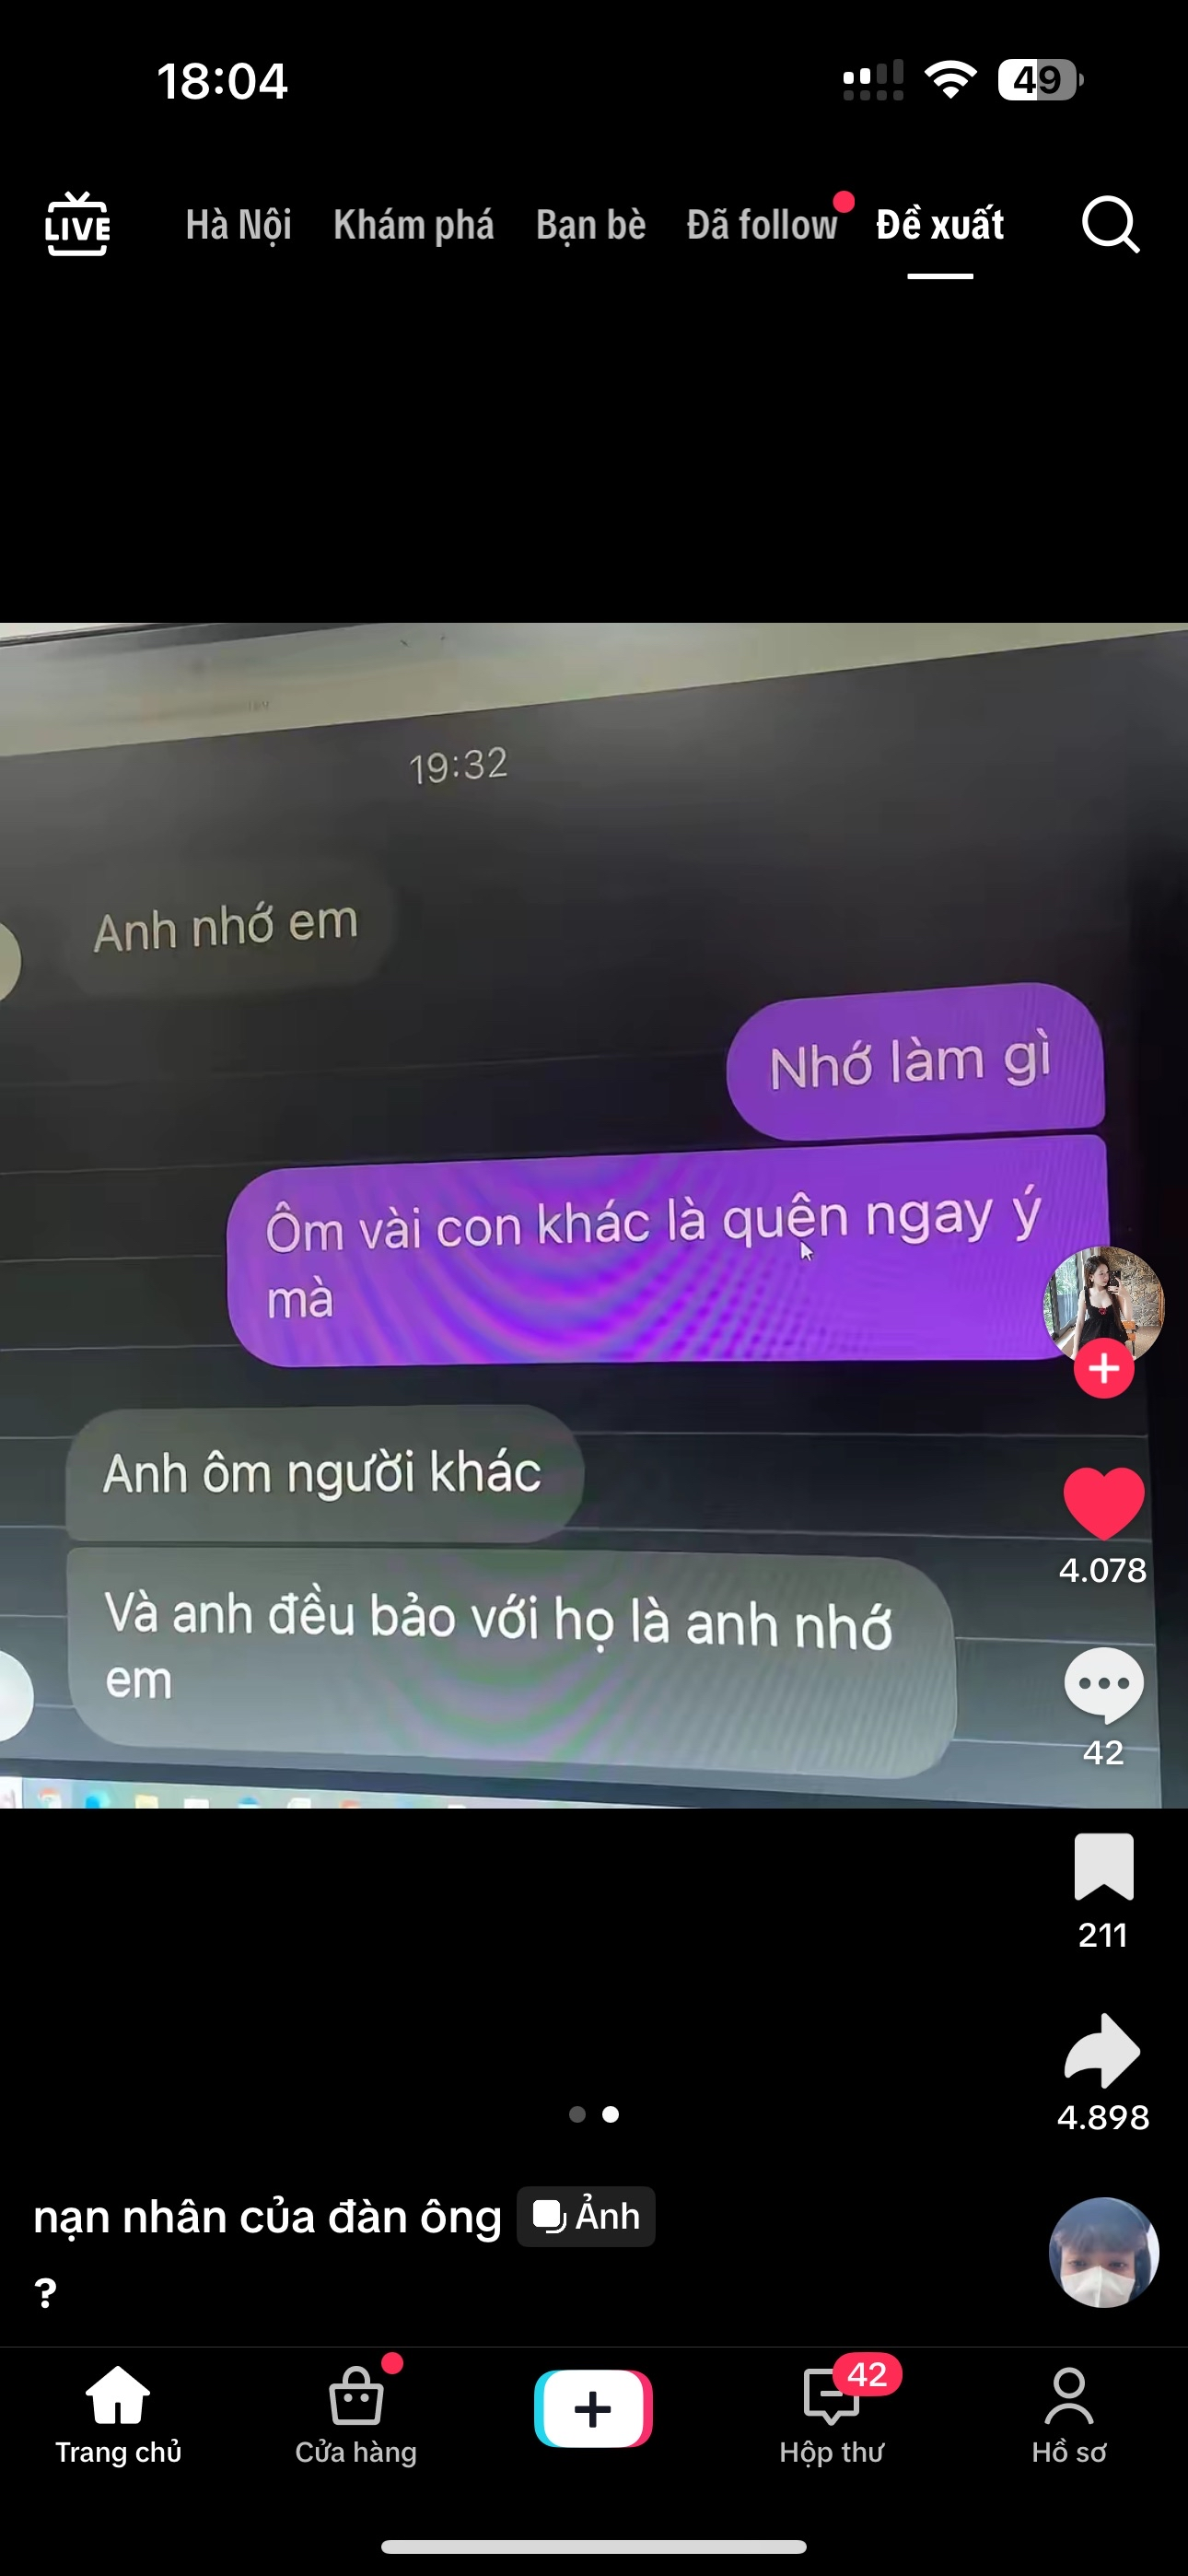 18:04
49
LIVE
Hà Nội
Khám phá
Bạn bè
Đã follow
Đề xuất
19:32
Anh nhớ em
Nhớ làm gì
Ôm vài con khác là quên ngay ý
mà
Anh ôm người khác
Và anh đều bảo với họ là anh nhớ
em
4.078
42
211
4.898
nạn nhân của đàn ông
Ảnh
?
Trang chủ
Cửa hàng
42
Hộp thư
Hồ sơ